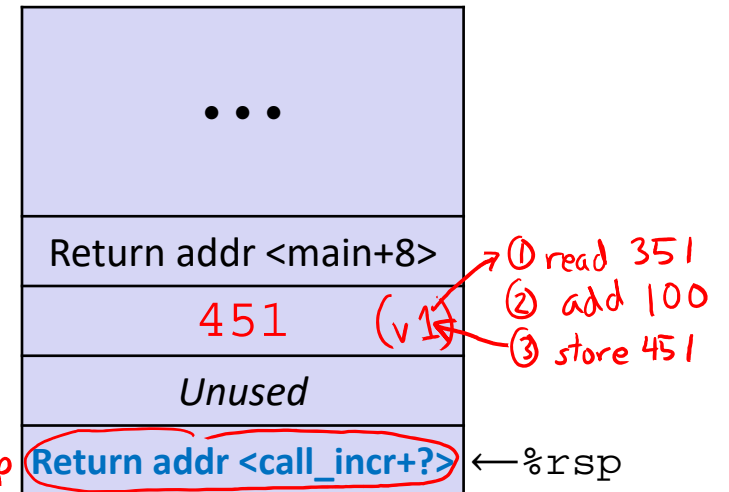 •••
Return addr <main+8>
451 (v1)
① read 351
② add 100
③ store 451
Unused
p Return addr <call_incr+?> ←%rsp